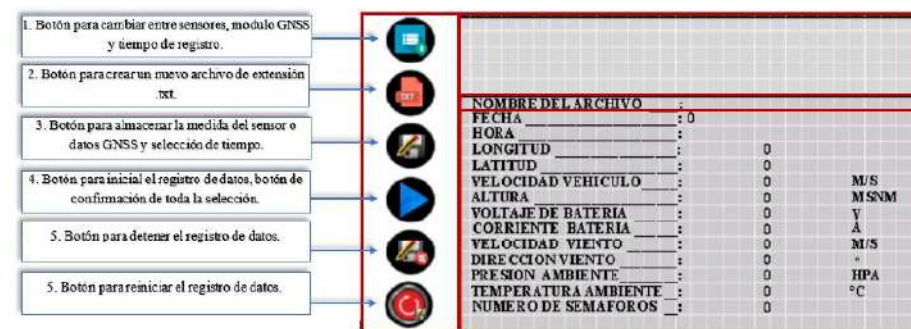 1. Botón para cambiar entre sensores, modulo GNSS
y tiempo de registro.
2. Botón para crear un nuevo archivo de extensión
.txt.
3. Botón para almacenar la medida del sensor o
datos GNSS y selección de tiempo.
4. Botón para inicial el registro de datos, botón de
confirmación de toda la selección.
5. Botón para detener el registro de datos.
5. Botón para reiniciar el registro de datos.
TXT
NOMBRE DEL ARCHIVO :
FECHA : 0
HORA :
LONGITUD : 0
LATITUD : 0
VELOCIDAD VEHICULO : 0 M/S
ALTURA : 0 MSNM
VOLTAJE DE BATERIA : 0 V
CORRIENTE BATERIA : 0 A
VELOCIDAD VIENTO : 0 M/S
DIRECCION VIENTO : 0 °
PRESION AMBIENTE : 0 HPA
TEMPERATURA AMBIENTE : 0 °C
NUMERO DE SEMAFOROS : 0